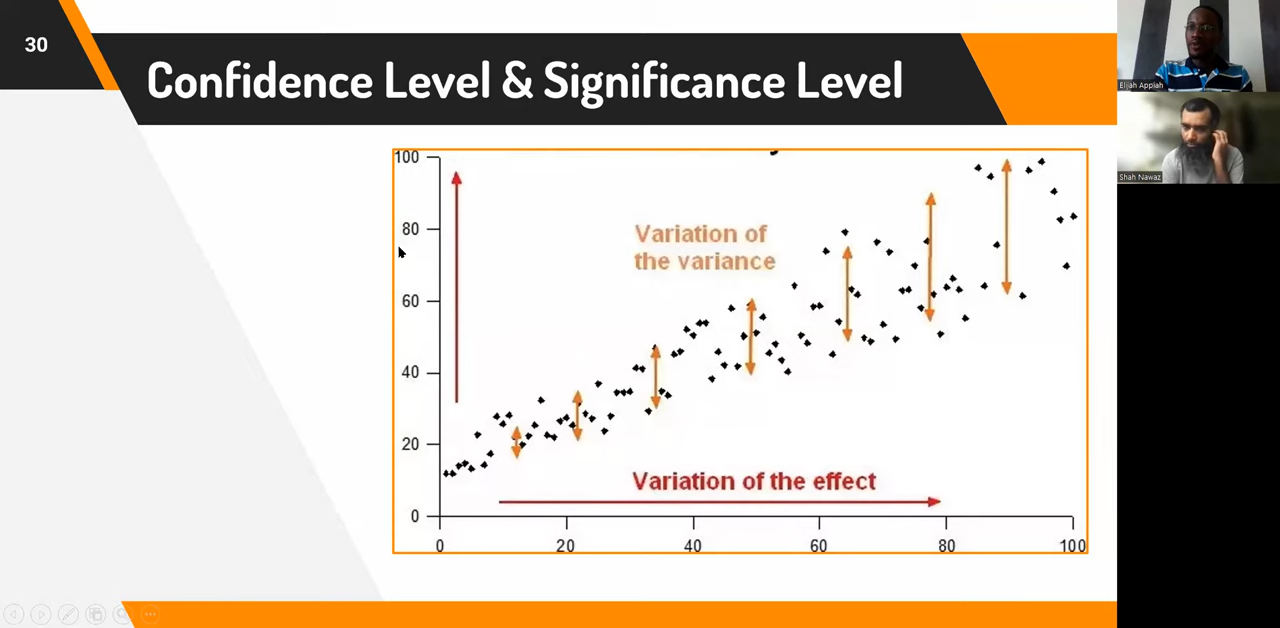 30
Confidence Level & Significance Level
Elijah Appiah
Shah Nawaz
100
80
60
40
20
0
Variation of
the variance
Variation of the effect
0 20 40 60 80 100